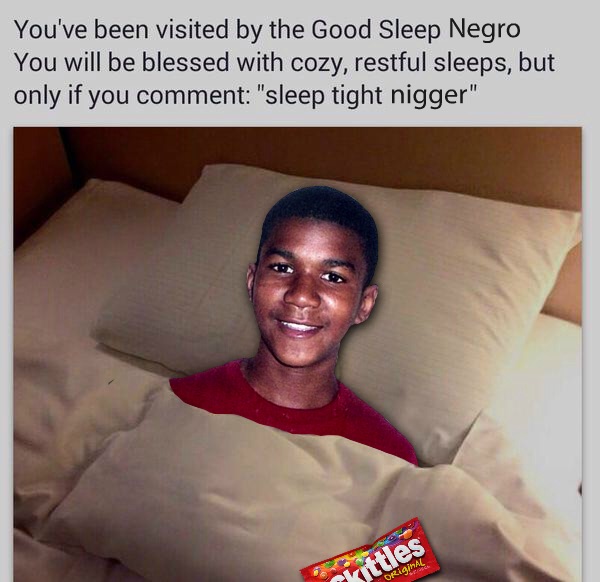 You've been visited by the Good Sleep Negro
You will be blessed with cozy, restful sleeps, but
only if you comment: "sleep tight nigger"
Skittles
ORIGINAL